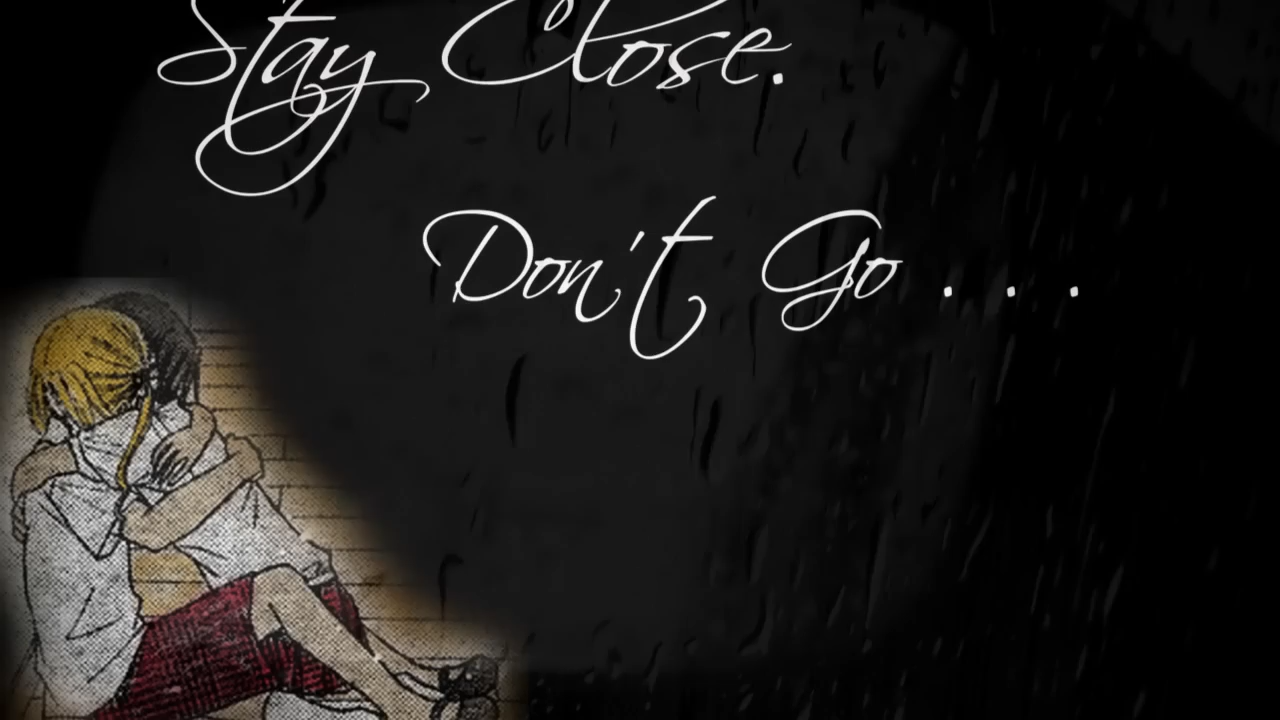 Stay Close.
Don't Go . . .